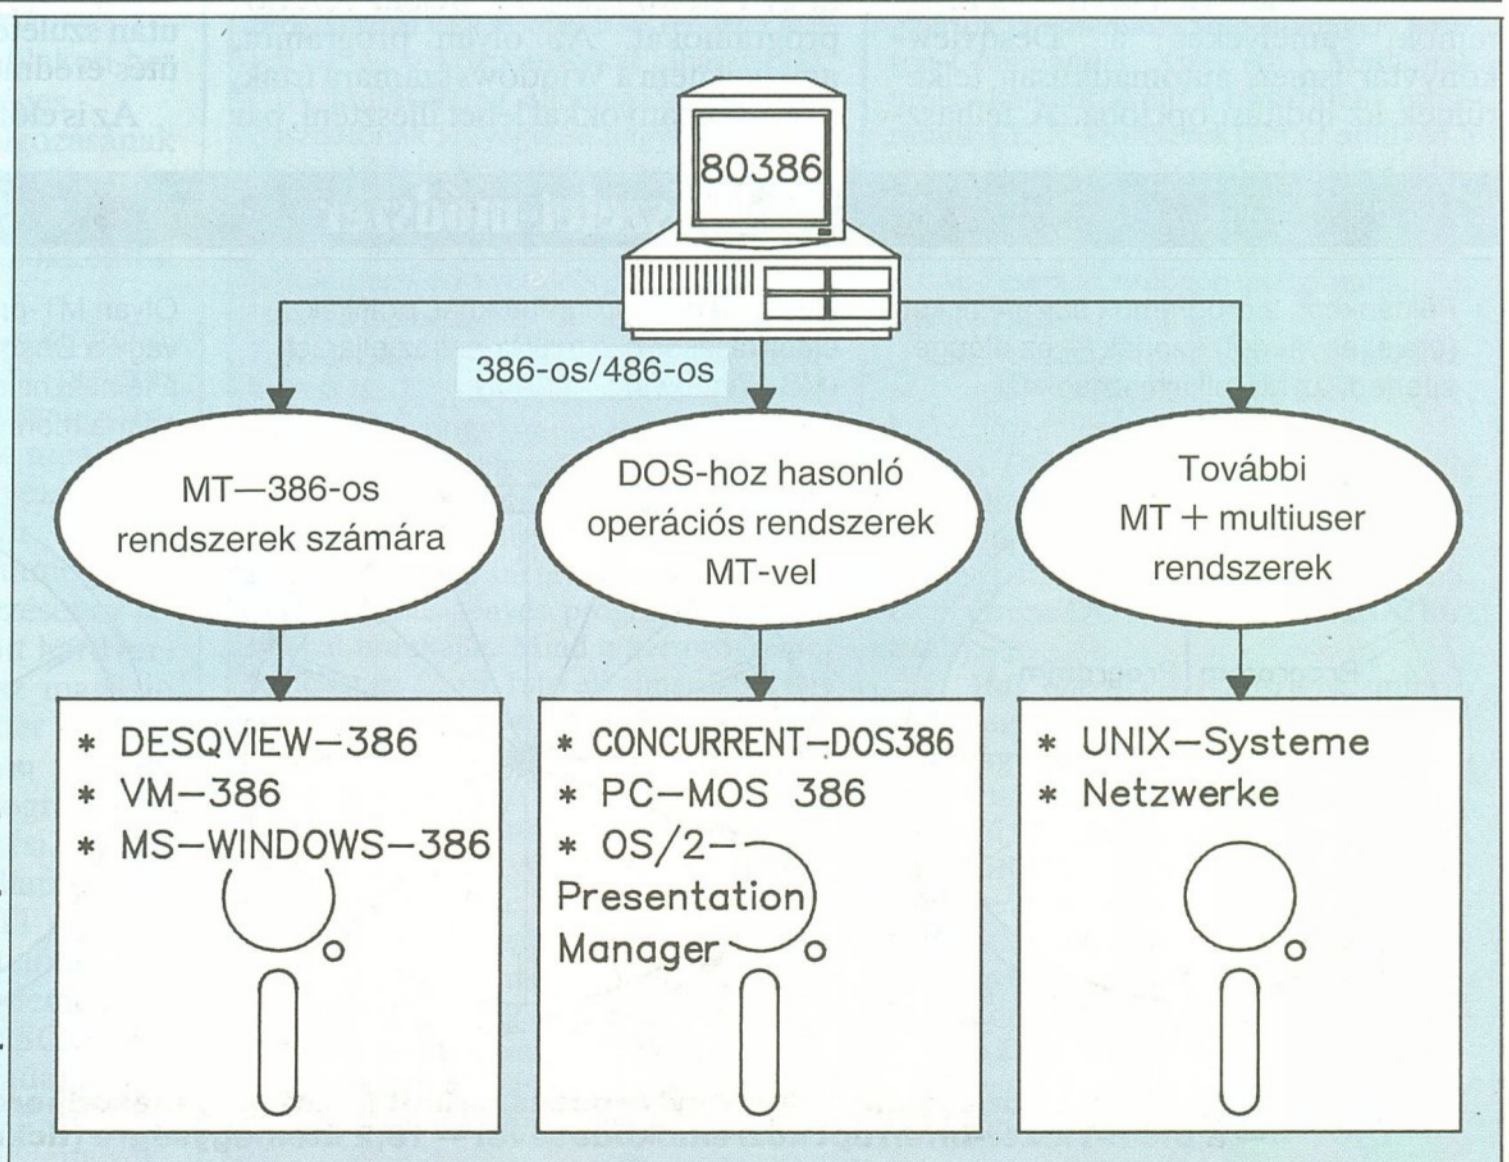 80386
386-os/486-os
MT—386-os
rendszerek számára
DOS-hoz hasonló
operációs rendszerek
MT-vel
További
MT + multiuser
rendszerek
* DESQVIEW–386
* VM–386
* MS–WINDOWS–386
* CONCURRENT–DOS386
* PC–MOS 386
* OS/2–
Presentation
Manager
* UNIX–Systeme
* Netzwerke